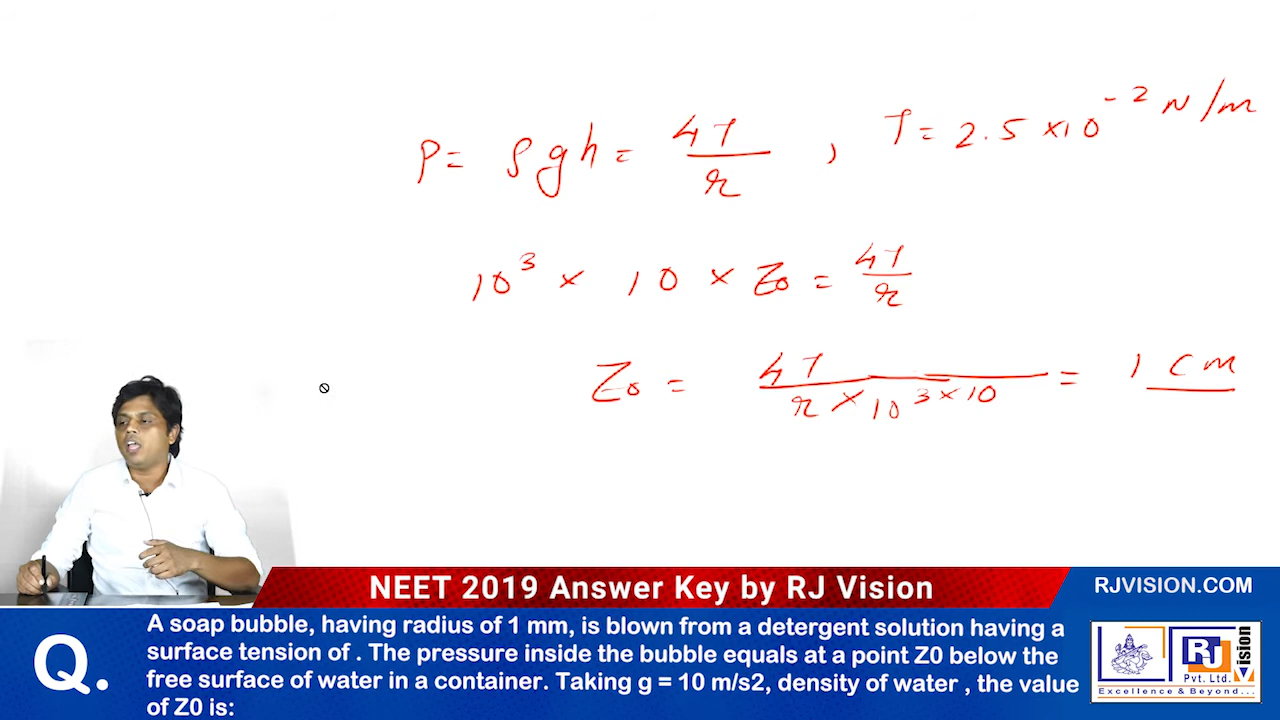 P = ρgh = 4T/r , T = 2.5 × 10⁻² N/m
10³ × 10 × Z₀ = 4T/r
Z₀ = 4T/(r × 10³ × 10) = 1 cm
NEET 2019 Answer Key by RJ Vision
RJVISION.COM
Q.
A soap bubble, having radius of 1 mm, is blown from a detergent solution having a
surface tension of . The pressure inside the bubble equals at a point Z0 below the
free surface of water in a container. Taking g = 10 m/s2, density of water , the value
of Z0 is:
RJ Vision
Pvt. Ltd.
Excellence & Beyond...